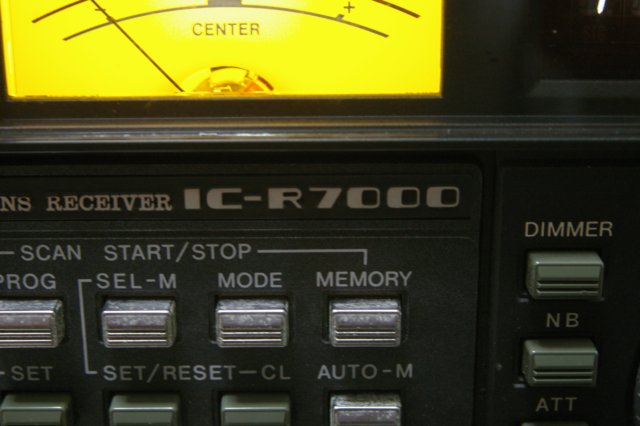 CENTER +
NS RECEIVER IC-R7000
DIMMER
SCAN START/STOP
PROG SEL-M MODE MEMORY
NB
SET SET/RESET-CL AUTO-M
ATT